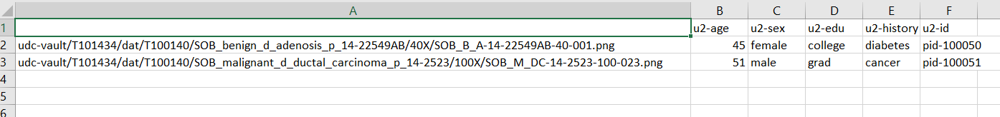 A B C D E F
1 u2-age u2-sex u2-edu u2-history u2-id
2 udc-vault/T101434/dat/T100140/SOB_benign_d_adenosis_p_14-22549AB/40X/SOB_B_A-14-22549AB-40-001.png 45 female college diabetes pid-100050
3 udc-vault/T101434/dat/T100140/SOB_malignant_d_ductal_carcinoma_p_14-2523/100X/SOB_M_DC-14-2523-100-023.png 51 male grad cancer pid-100051
4
5
6